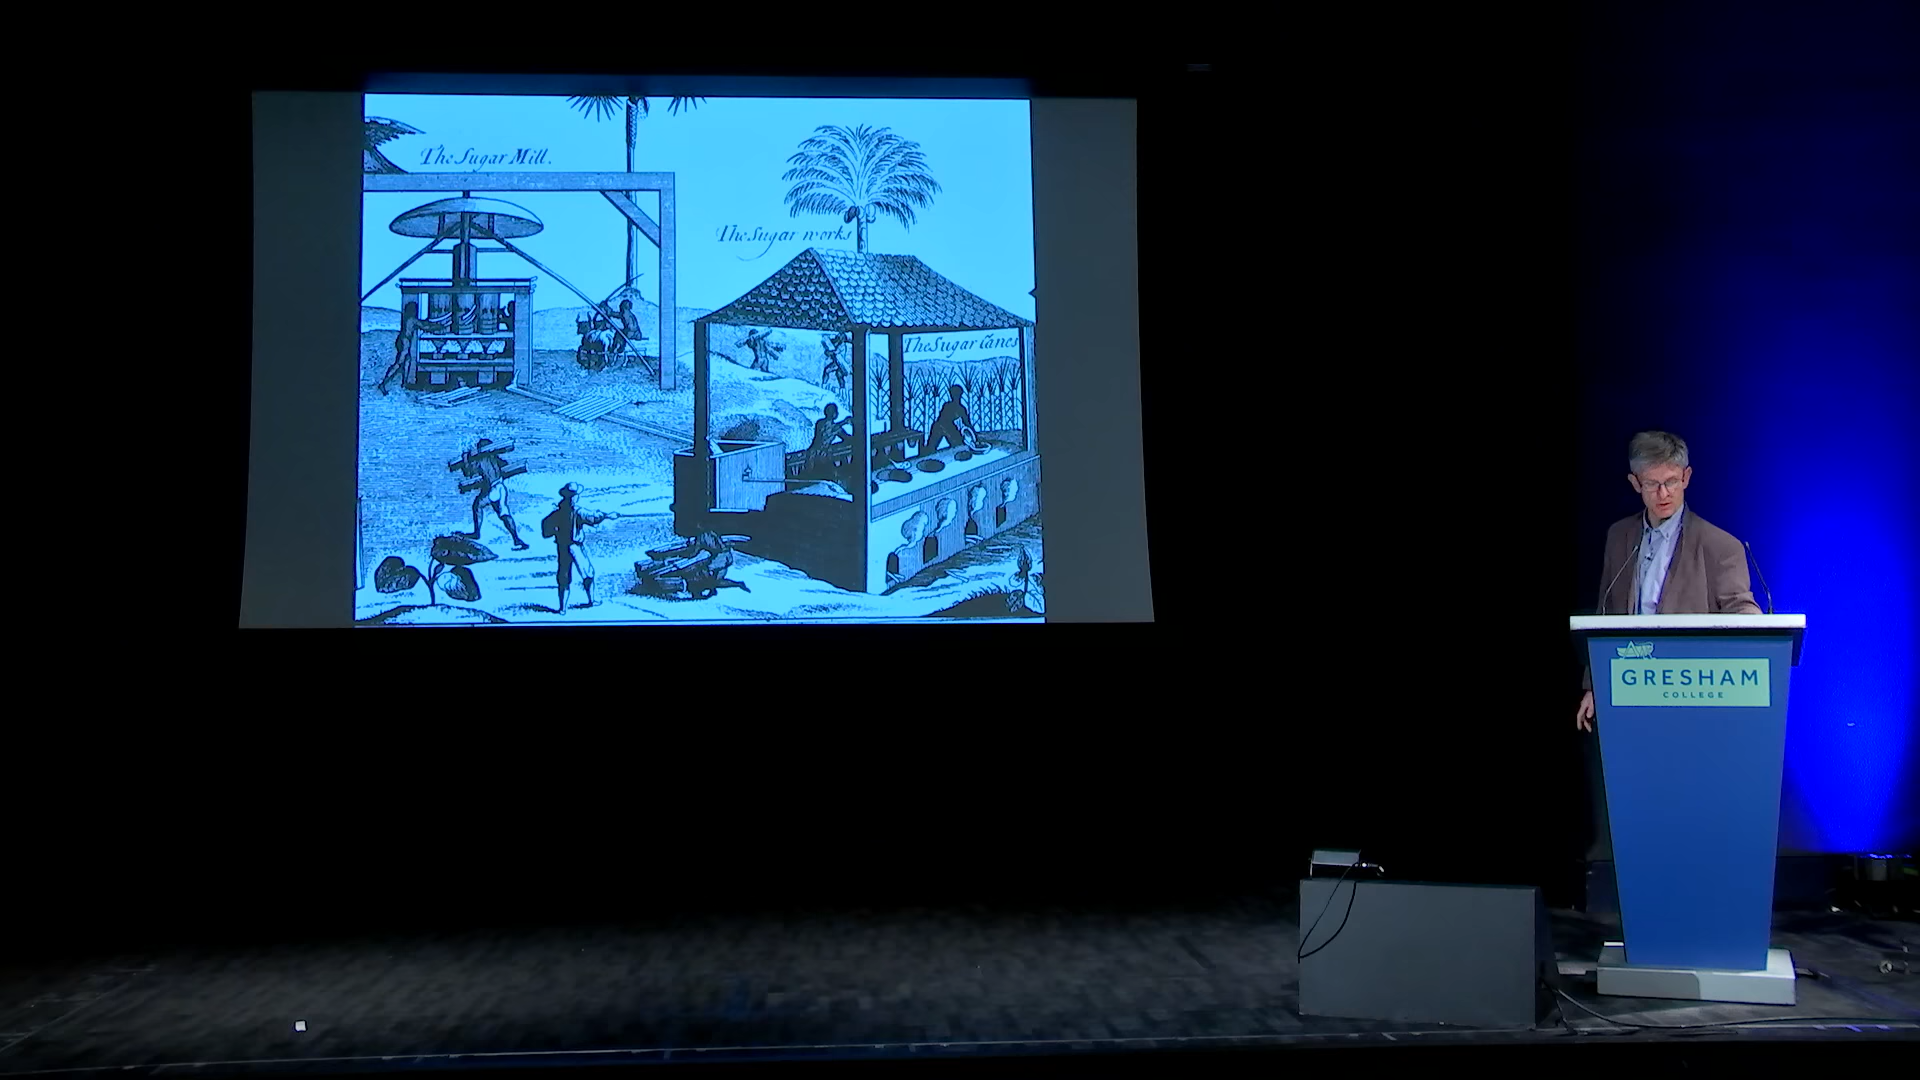 The Sugar Mill.
The Sugar works
The Sugar Canes
GRESHAM
COLLEGE